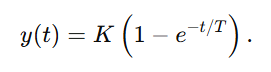 y(t) = K (1 − e^{−t/T}).